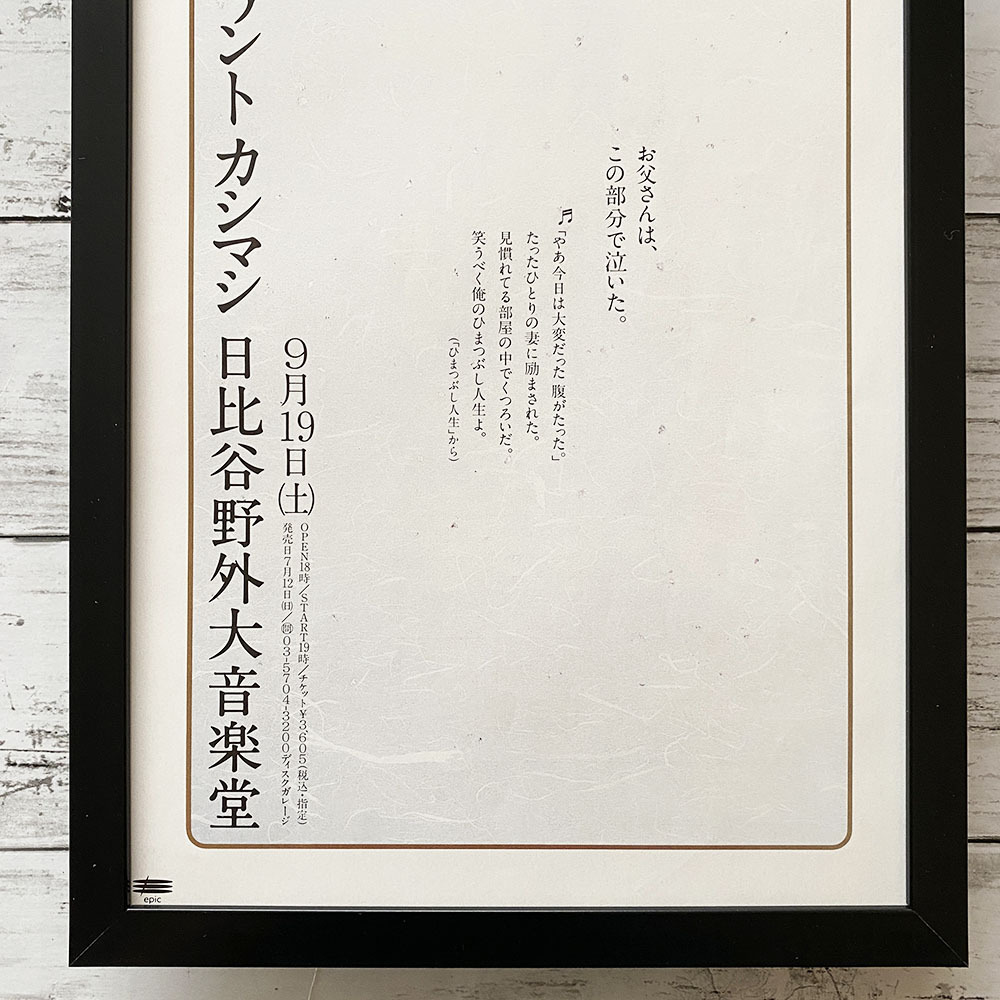 お父さんは、
この部分で泣いた。
♬「やあ今日は大変だった 腹がたった。」
たったひとりの妻に励まされた。
見慣れてる部屋の中でくつろいだ。
笑うべく俺のひまつぶし人生よ。
(「ひまつぶし人生」から)
9月19日(土)
OPEN18時/START19時/チケット¥3,605(税込・指定)
発売日7月12日(日)/㉄03-5704-3200ディスクガレージ
ント カシマシ 日比谷野外大音楽堂
epic